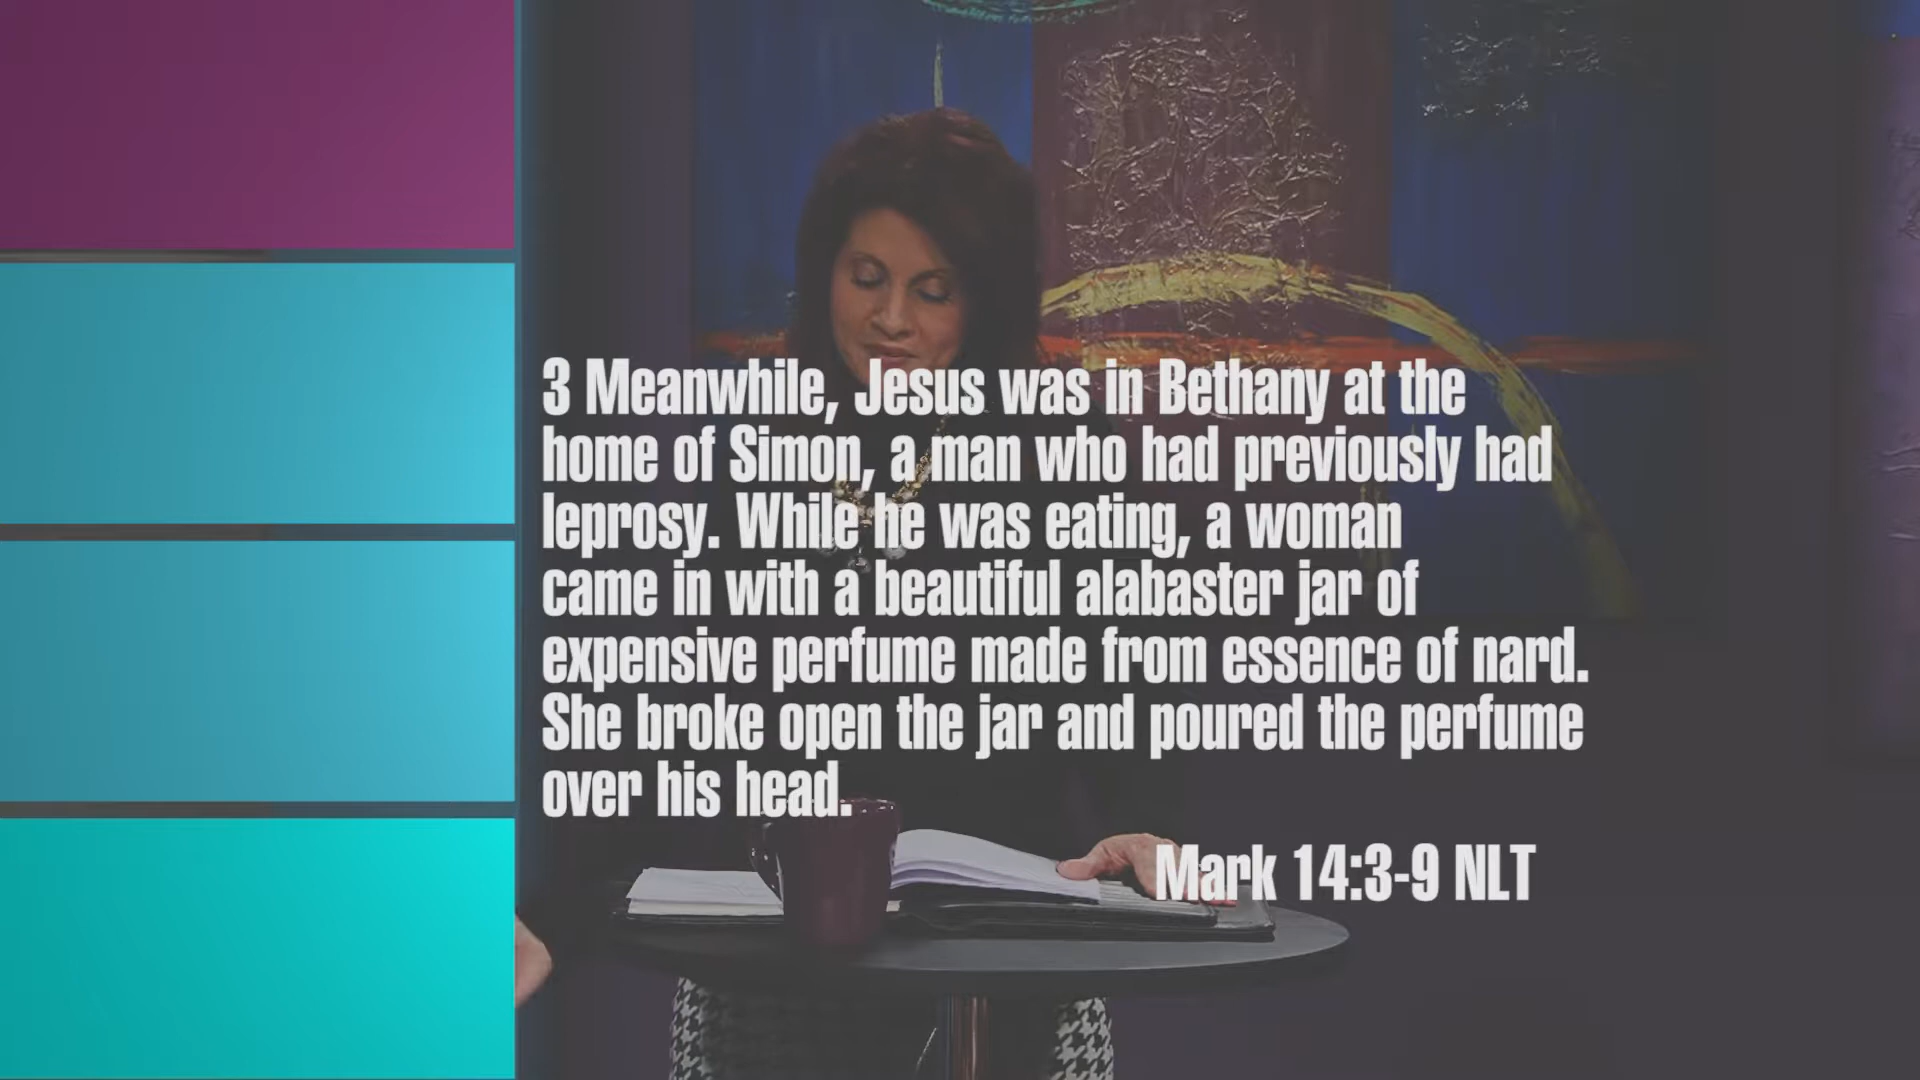 3 Meanwhile, Jesus was in Bethany at the
home of Simon, a man who had previously had
leprosy. While he was eating, a woman
came in with a beautiful alabaster jar of
expensive perfume made from essence of nard.
She broke open the jar and poured the perfume
over his head.
Mark 14:3-9 NLT